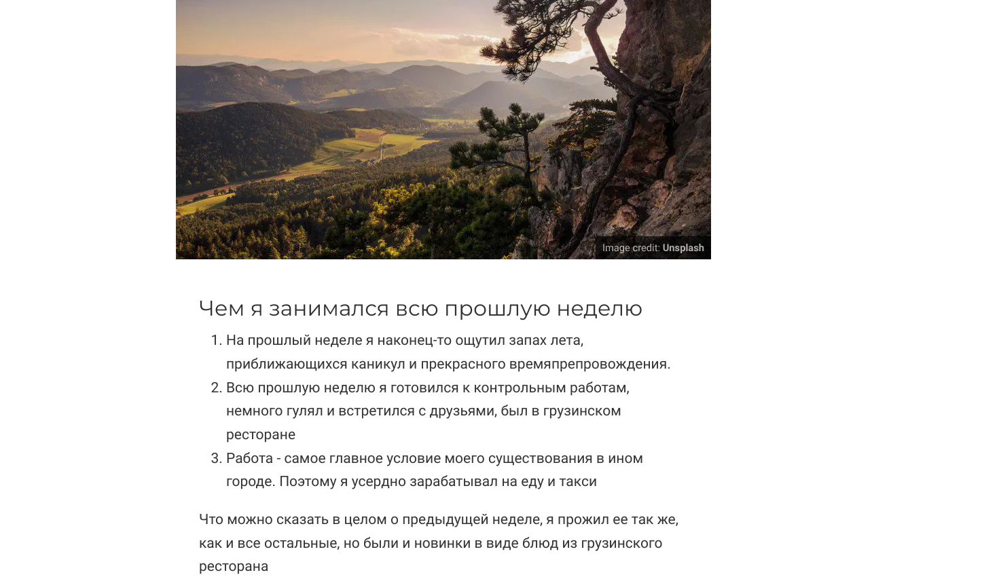 Image credit: Unsplash
Чем я занимался всю прошлую неделю
1. На прошлый неделе я наконец-то ощутил запах лета,
приближающихся каникул и прекрасного времяпрепровождения.
2. Всю прошлую неделю я готовился к контрольным работам,
немного гулял и встретился с друзьями, был в грузинском
ресторане
3. Работа - самое главное условие моего существования в ином
городе. Поэтому я усердно зарабатывал на еду и такси
Что можно сказать в целом о предыдущей неделе, я прожил ее так же,
как и все остальные, но были и новинки в виде блюд из грузинского
ресторана